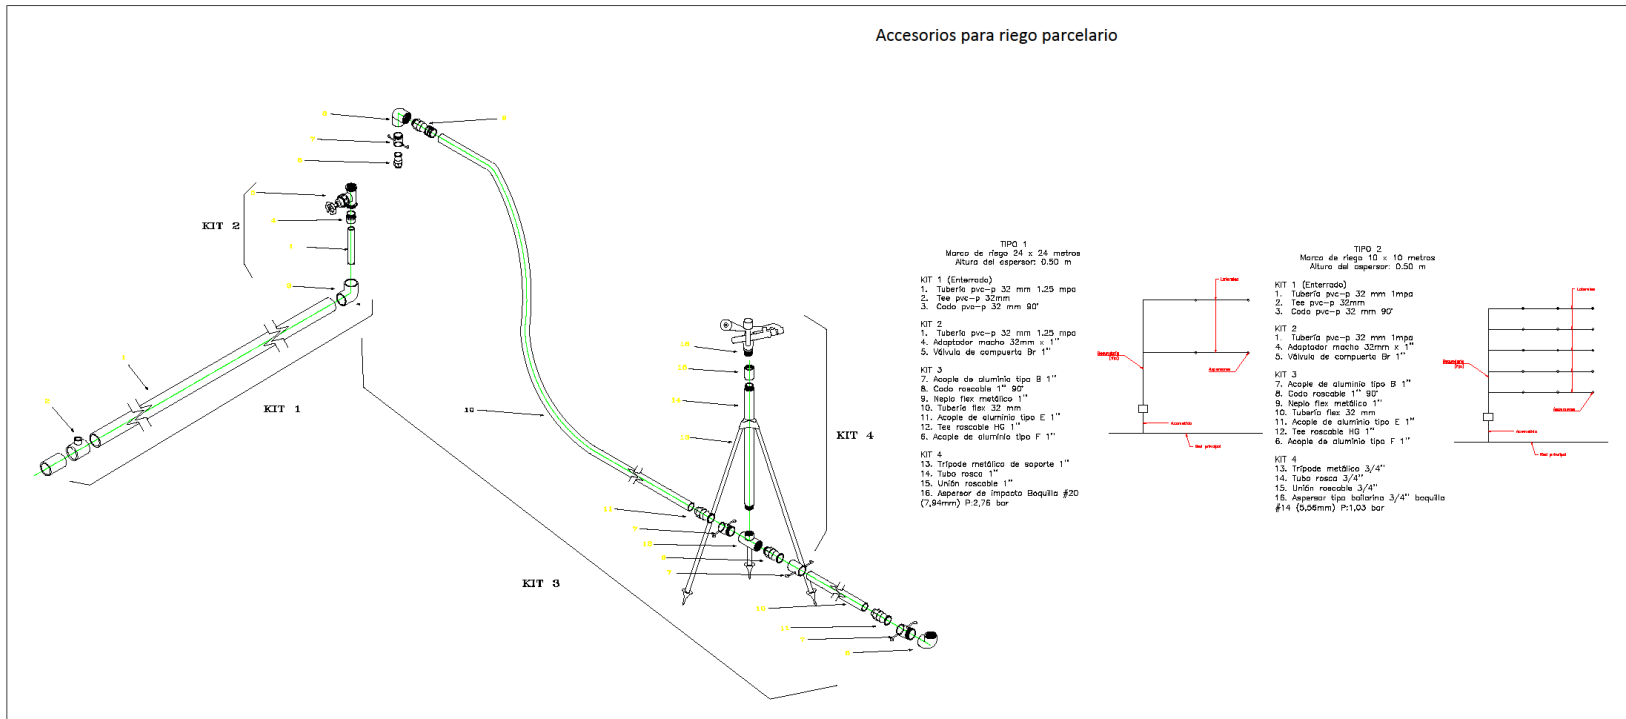 Accesorios para riego parcelario
KIT 2
KIT 1
KIT 3
KIT 4
10
TIPO 1
Marco de riego 24 x 24 metros
Altura del aspersor: 0.50 m
KIT 1 (Enterrado)
1. Tubería pvc-p 32 mm 1.25 mpa
2. Tee pvc-p 32mm
3. Codo pvc-p 32 mm 90°
KIT 2
1. Tubería pvc-p 32 mm 1.25 mpa
4. Adaptador macho 32mm x 1"
5. Válvula de compuerta Br 1"
KIT 3
7. Acople de aluminio tipo B 1"
8. Codo roscable 1" 90°
9. Neplo flex metálico 1"
10. Tubería flex 32 mm
11. Acople de aluminio tipo E 1"
12. Tee roscable HG 1"
6. Acople de aluminio tipo F 1"
KIT 4
13. Trípode metálico de soporte 1"
14. Tubo rosca 1"
15. Unión roscable 1"
16. Aspersor de impacto Boquilla #20
(7,94mm) P:2,76 bar
Laterales
Aspersores
Acometida
Red principal
TIPO 2
Marco de riego 10 x 10 metros
Altura del aspersor: 0.50 m
KIT 1 (Enterrado)
1. Tubería pvc-p 32 mm 1mpa
2. Tee pvc-p 32mm
3. Codo pvc-p 32 mm 90°
KIT 2
1. Tubería pvc-p 32 mm 1mpa
4. Adaptador macho 32mm x 1"
5. Válvula de compuerta Br 1"
KIT 3
7. Acople de aluminio tipo B 1"
8. Codo roscable 1" 90°
9. Neplo flex metálico 1"
10. Tubería flex 32 mm
11. Acople de aluminio tipo E 1"
12. Tee roscable HG 1"
6. Acople de aluminio tipo F 1"
KIT 4
13. Trípode metálico 3/4"
14. Tubo rosca 3/4"
15. Unión roscable 3/4"
16. Aspersor tipo bailarina 3/4" boquilla
#14 (5,56mm) P:1,03 bar
Laterales
Aspersores
Acometida
Red principal